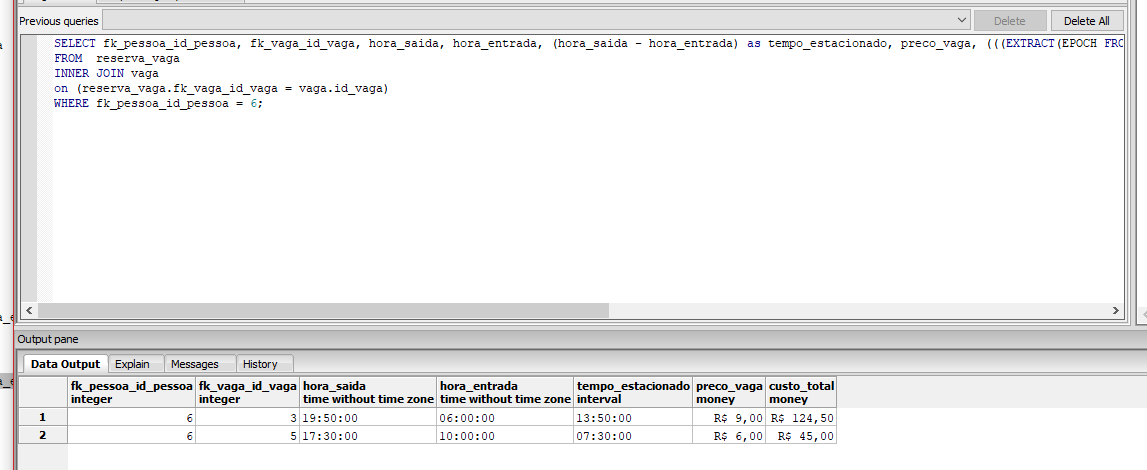 Previous queries Delete Delete All
SELECT fk_pessoa_id_pessoa, fk_vaga_id_vaga, hora_saida, hora_entrada, (hora_saida - hora_entrada) as tempo_estacionado, preco_vaga, (((EXTRACT(EPOCH FRO
FROM reserva_vaga
INNER JOIN vaga
on (reserva_vaga.fk_vaga_id_vaga = vaga.id_vaga)
WHERE fk_pessoa_id_pessoa = 6;
Output pane
Data Output Explain Messages History
fk_pessoa_id_pessoa fk_vaga_id_vaga hora_saida hora_entrada tempo_estacionado preco_vaga custo_total
integer integer time without time zone time without time zone interval money money
1 6 3 19:50:00 06:00:00 13:50:00 R$ 9,00 R$ 124,50
2 6 5 17:30:00 10:00:00 07:30:00 R$ 6,00 R$ 45,00